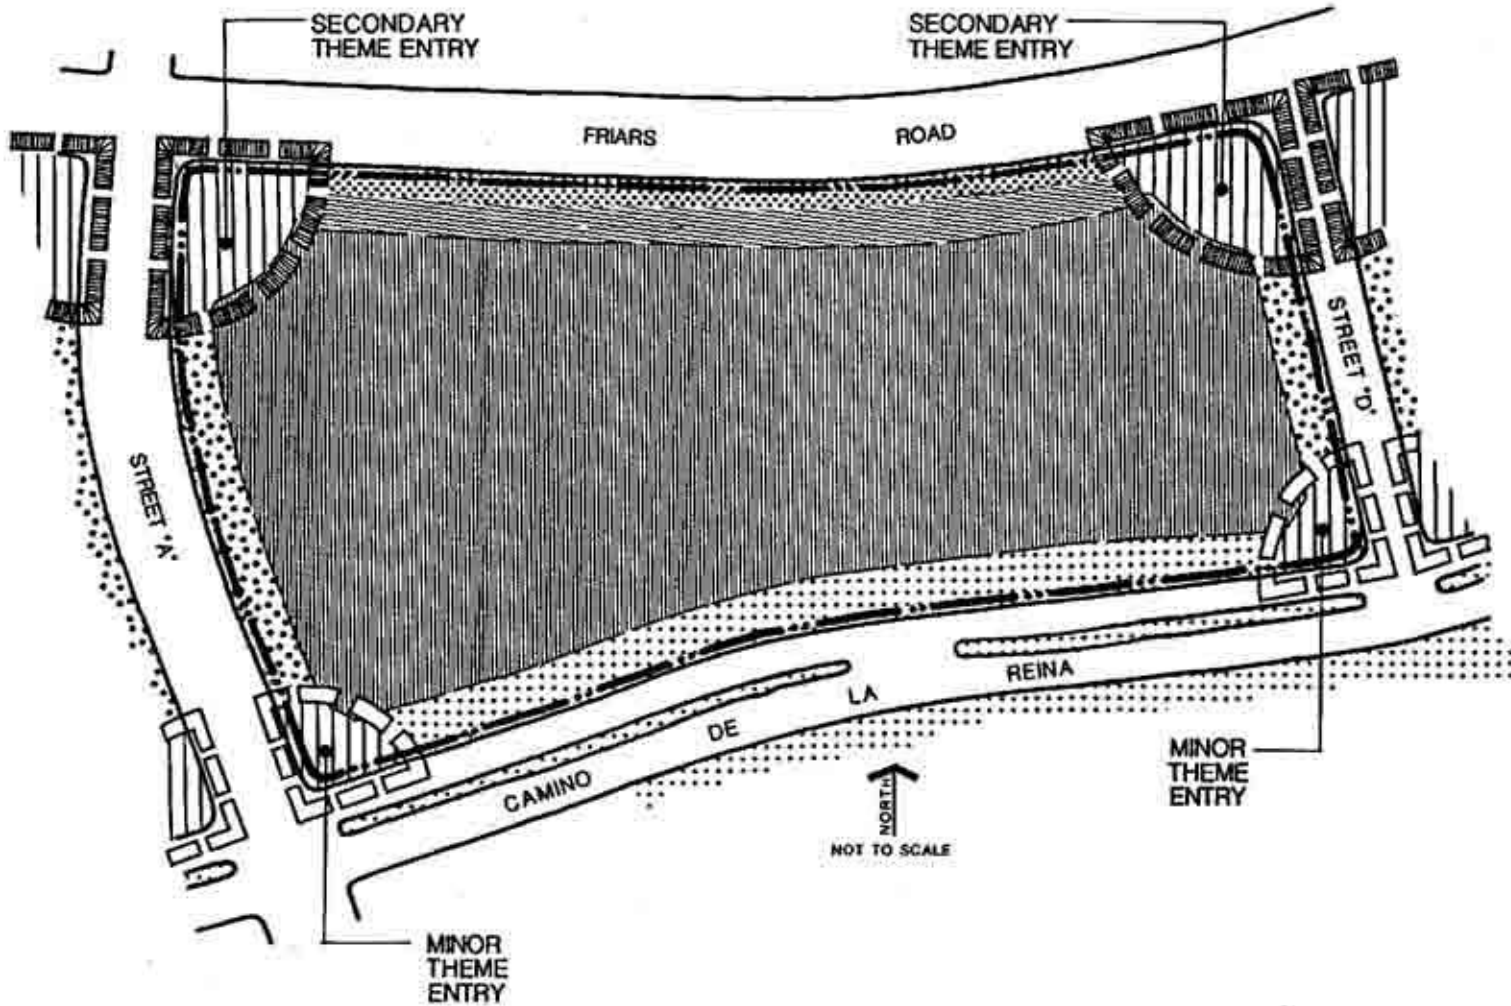 SECONDARY
THEME ENTRY
SECONDARY
THEME ENTRY
FRIARS ROAD
STREET "A"
STREET "D"
CAMINO DE LA REINA
MINOR
THEME
ENTRY
NORTH
NOT TO SCALE
MINOR
THEME
ENTRY